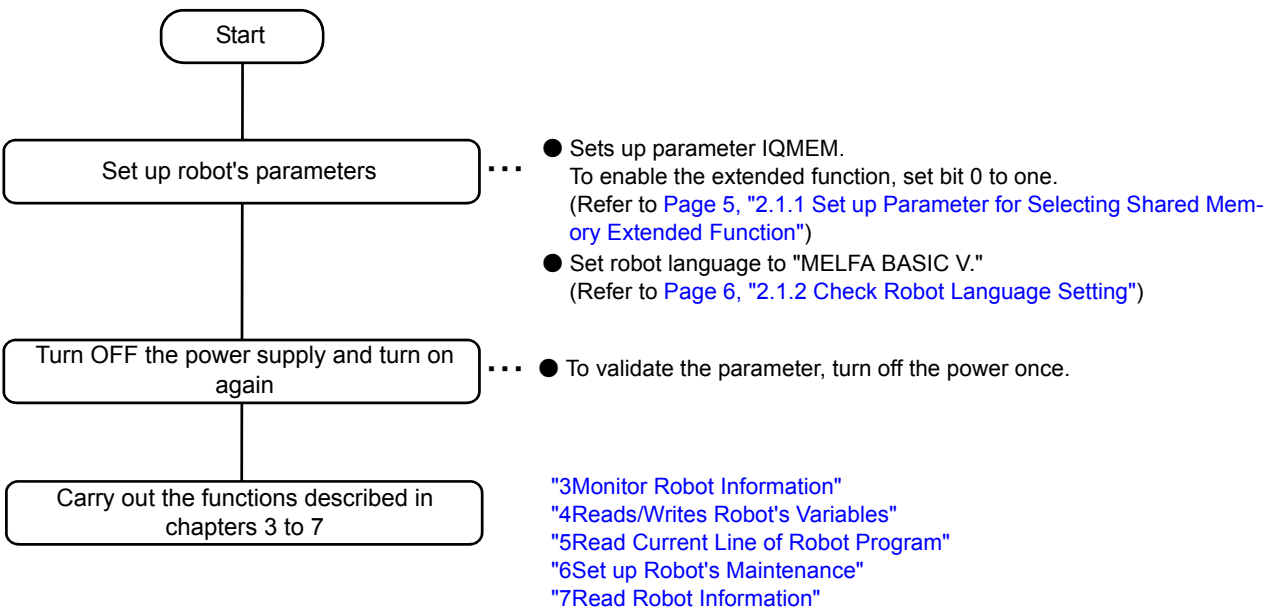 Start
Set up robot's parameters
...
● Sets up parameter IQMEM.
To enable the extended function, set bit 0 to one.
(Refer to Page 5, "2.1.1 Set up Parameter for Selecting Shared Mem-
ory Extended Function")
● Set robot language to "MELFA BASIC V."
(Refer to Page 6, "2.1.2 Check Robot Language Setting")
Turn OFF the power supply and turn on
again
...
● To validate the parameter, turn off the power once.
Carry out the functions described in
chapters 3 to 7
"3Monitor Robot Information"
"4Reads/Writes Robot's Variables"
"5Read Current Line of Robot Program"
"6Set up Robot's Maintenance"
"7Read Robot Information"